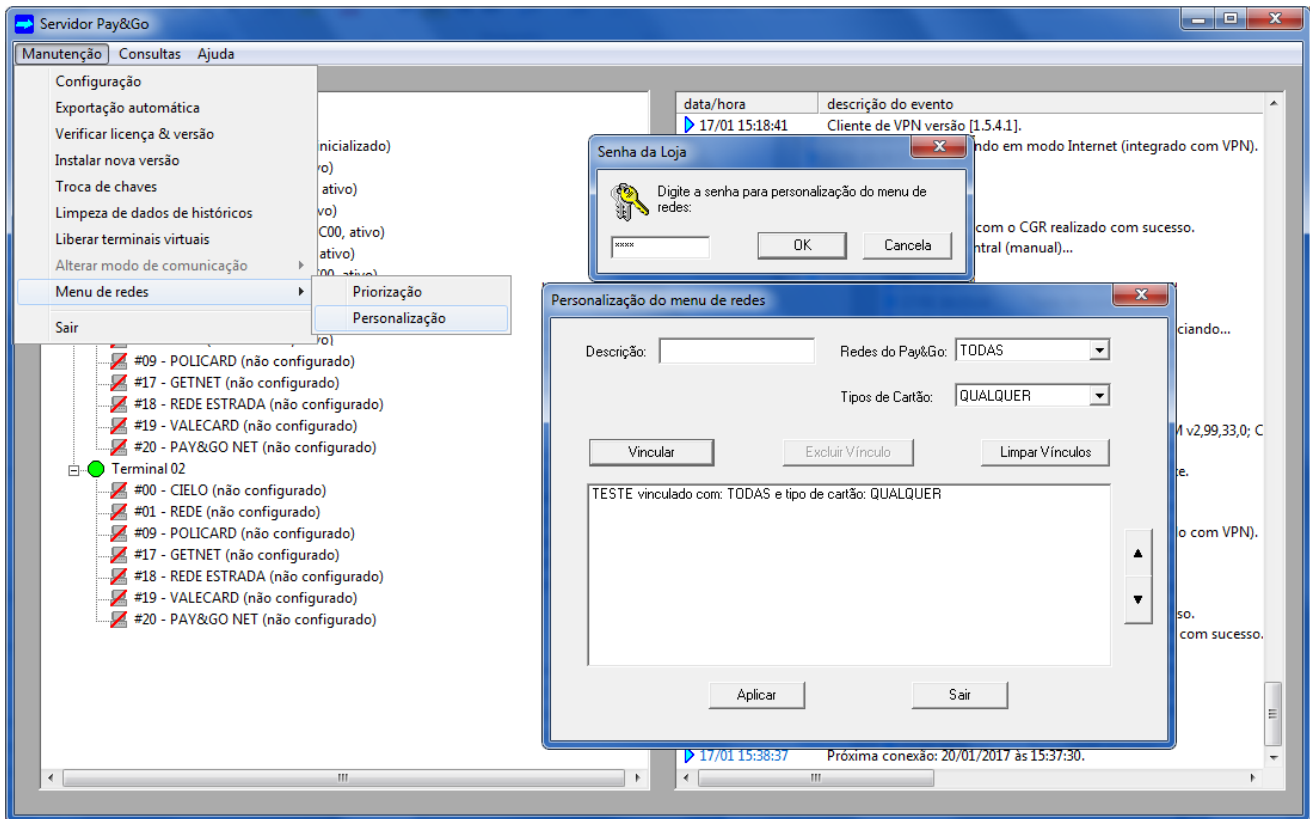 Servidor Pay&Go
Manutenção Consultas Ajuda
Configuração
Exportação automática
Verificar licença & versão
Instalar nova versão
Troca de chaves
Limpeza de dados de históricos
Liberar terminais virtuais
Alterar modo de comunicação
Menu de redes
Sair
Priorização
Personalização
nicializado)
vo)
ativo)
vo)
C00, ativo)
ativo)
#09 - POLICARD (não configurado)
#17 - GETNET (não configurado)
#18 - REDE ESTRADA (não configurado)
#19 - VALECARD (não configurado)
#20 - PAY&GO NET (não configurado)
Terminal 02
#00 - CIELO (não configurado)
#01 - REDE (não configurado)
#09 - POLICARD (não configurado)
#17 - GETNET (não configurado)
#18 - REDE ESTRADA (não configurado)
#19 - VALECARD (não configurado)
#20 - PAY&GO NET (não configurado)
data/hora descrição do evento
17/01 15:18:41 Cliente de VPN versão [1.5.4.1].
ndo em modo Internet (integrado com VPN).
com o CGR realizado com sucesso.
ntral (manual)...
ciando...
v2,99,33,0; C
te.
o com VPN).
so.
com sucesso.
17/01 15:38:37 Próxima conexão: 20/01/2017 às 15:37:30.
Senha da Loja
Digite a senha para personalização do menu de
redes:
****
OK Cancela
Personalização do menu de redes
Descrição: Redes do Pay&Go: TODAS
Tipos de Cartão: QUALQUER
Vincular Excluir Vínculo Limpar Vínculos
TESTE vinculado com: TODAS e tipo de cartão: QUALQUER
Aplicar Sair